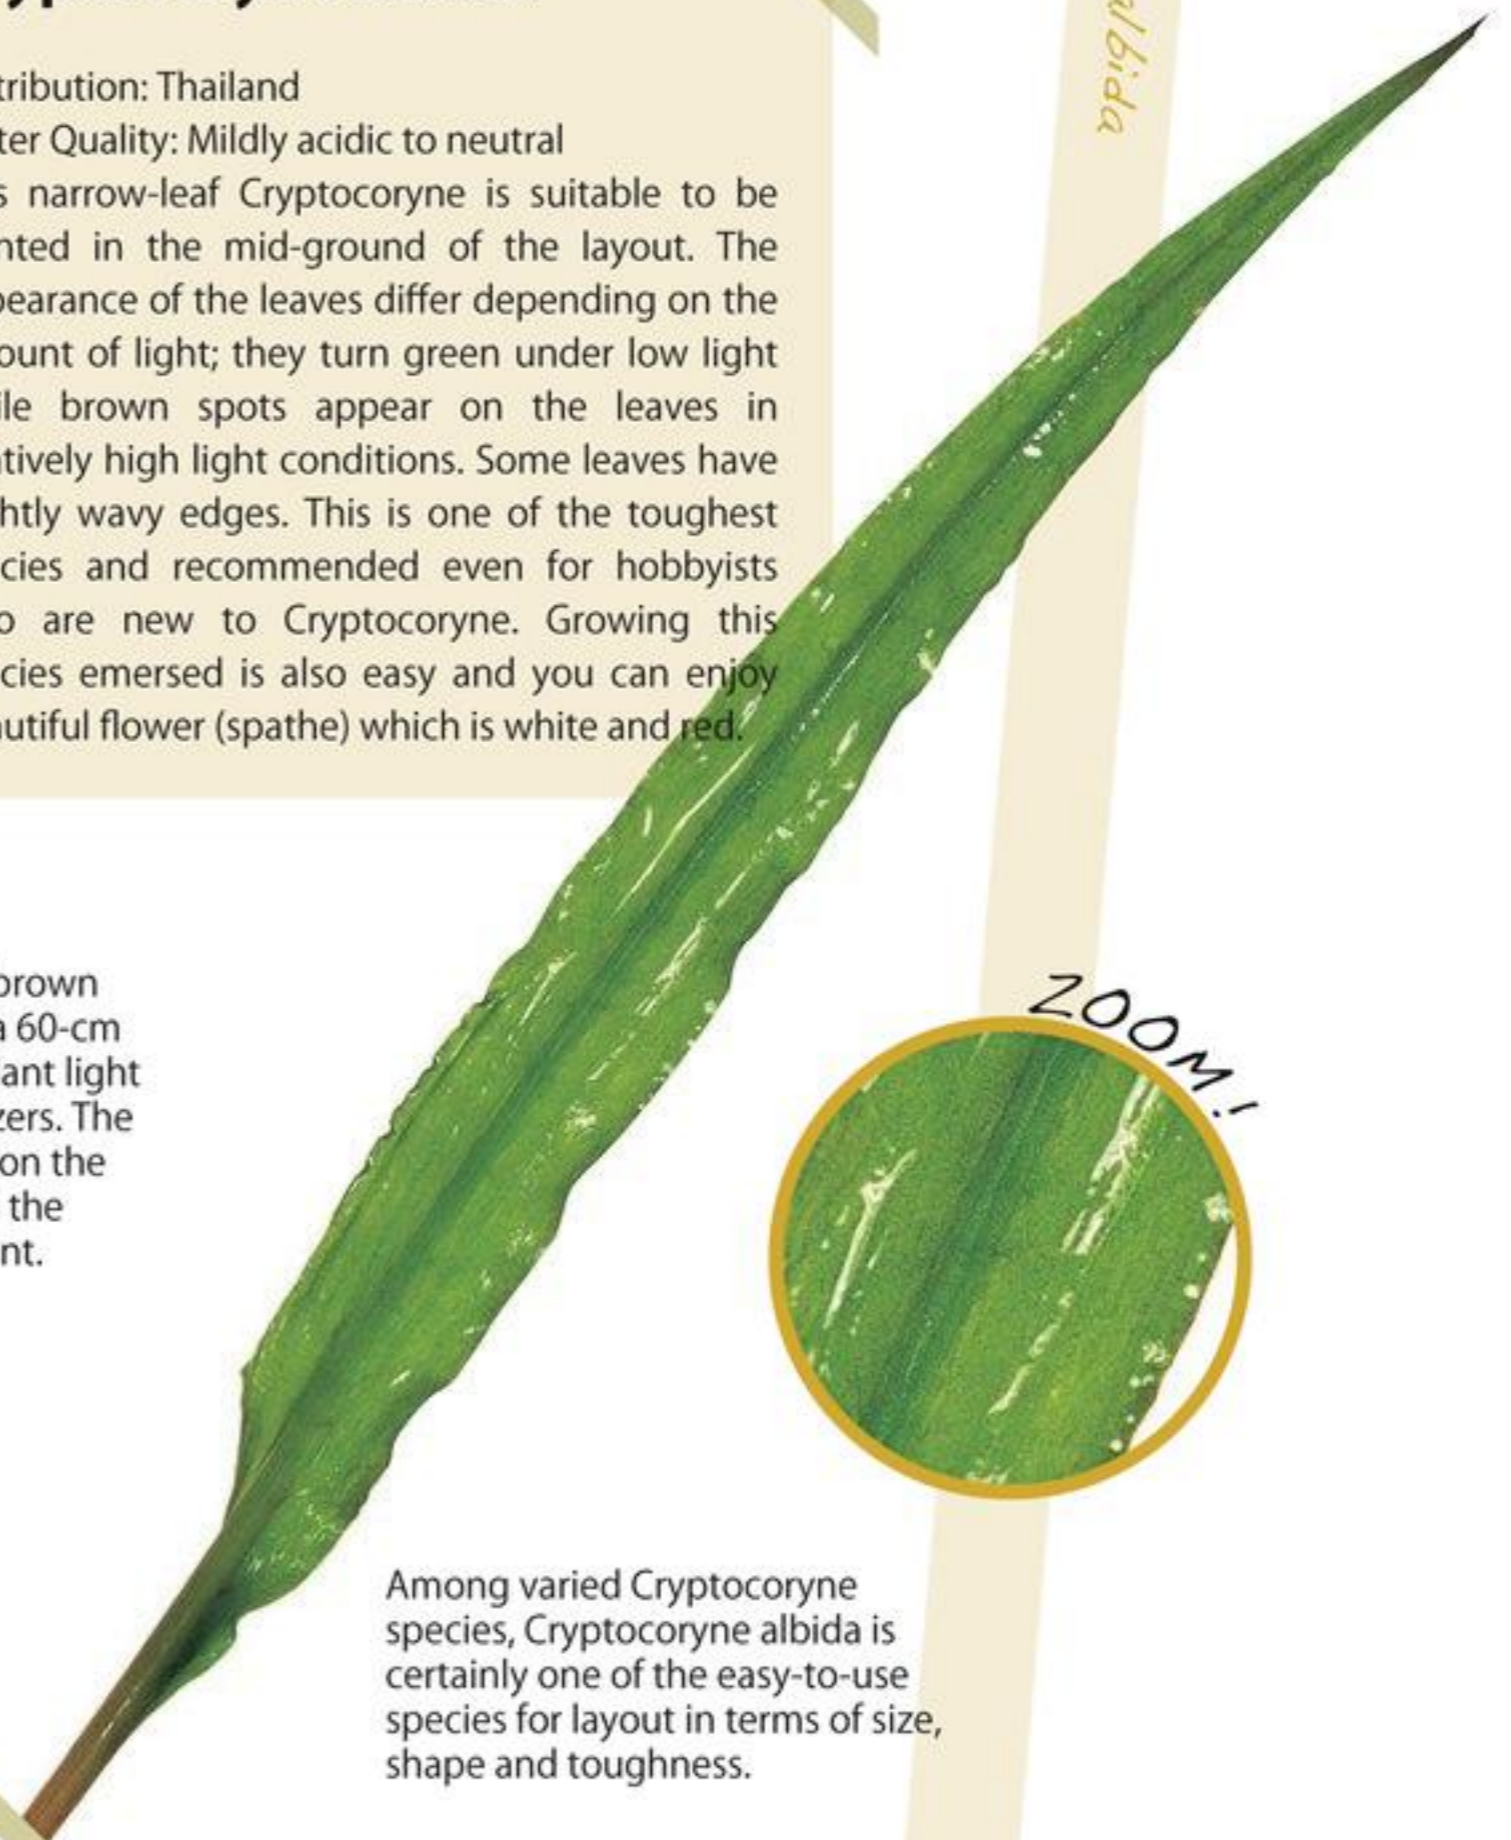 albida
tribution: Thailand
ter Quality: Mildly acidic to neutral
s narrow-leaf Cryptocoryne is suitable to be
nted in the mid-ground of the layout. The
pearance of the leaves differ depending on the
ount of light; they turn green under low light
ile brown spots appear on the leaves in
atively high light conditions. Some leaves have
htly wavy edges. This is one of the toughest
cies and recommended even for hobbyists
o are new to Cryptocoryne. Growing this
cies emersed is also easy and you can enjoy
autiful flower (spathe) which is white and red.
brown
a 60-cm
ant light
zers. The
on the
the
nt.
ZOOM!
Among varied Cryptocoryne
species, Cryptocoryne albida is
certainly one of the easy-to-use
species for layout in terms of size,
shape and toughness.